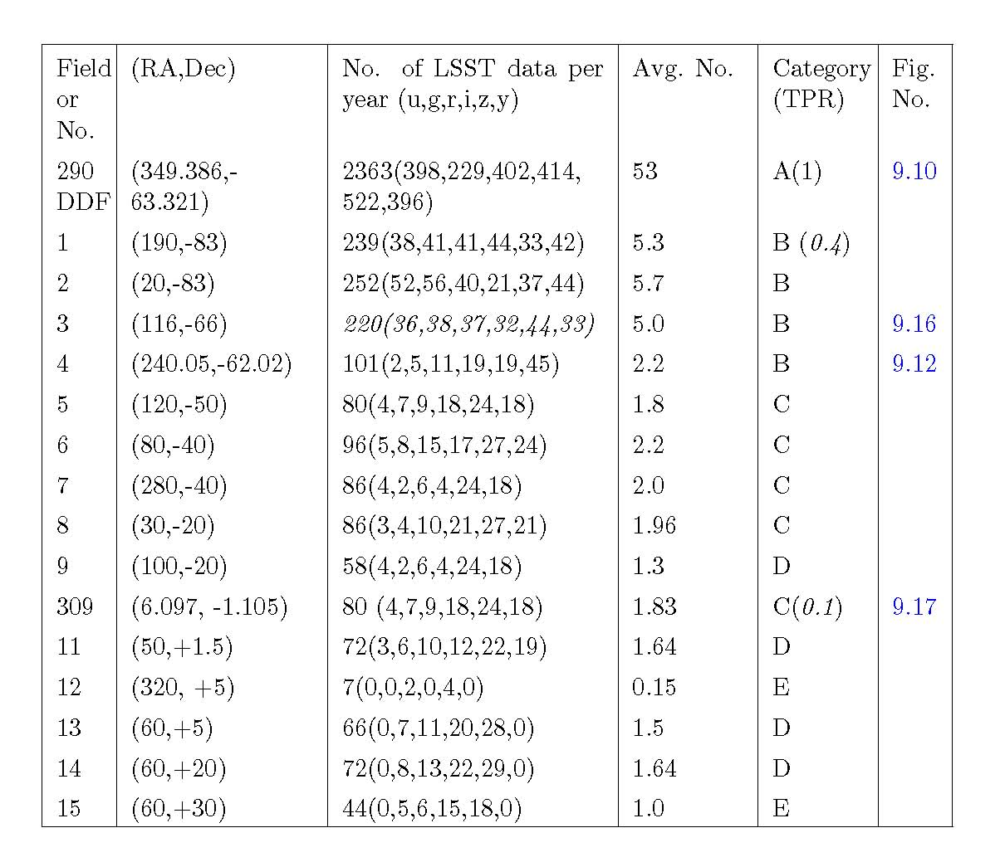 Field (RA,Dec) No. of LSST data per Avg. No. Category Fig.
or year (u,g,r,i,z,y) (TPR) No.
No.
290 (349.386,- 2363(398,229,402,414, 53 A(1) 9.10
DDF 63.321) 522,396)
1 (190,-83) 239(38,41,41,44,33,42) 5.3 B (0.4)
2 (20,-83) 252(52,56,40,21,37,44) 5.7 B
3 (116,-66) 220(36,38,37,32,44,33) 5.0 B 9.16
4 (240.05,-62.02) 101(2,5,11,19,19,45) 2.2 B 9.12
5 (120,-50) 80(4,7,9,18,24,18) 1.8 C
6 (80,-40) 96(5,8,15,17,27,24) 2.2 C
7 (280,-40) 86(4,2,6,4,24,18) 2.0 C
8 (30,-20) 86(3,4,10,21,27,21) 1.96 C
9 (100,-20) 58(4,2,6,4,24,18) 1.3 D
309 (6.097, -1.105) 80 (4,7,9,18,24,18) 1.83 C(0.1) 9.17
11 (50,+1.5) 72(3,6,10,12,22,19) 1.64 D
12 (320, +5) 7(0,0,2,0,4,0) 0.15 E
13 (60,+5) 66(0,7,11,20,28,0) 1.5 D
14 (60,+20) 72(0,8,13,22,29,0) 1.64 D
15 (60,+30) 44(0,5,6,15,18,0) 1.0 E